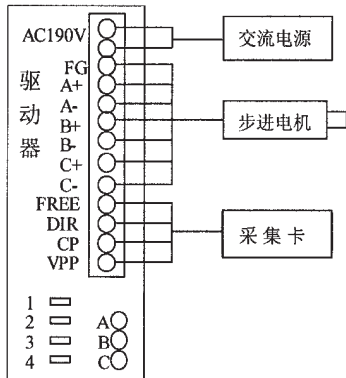 AC190V
交流电源
FG
驱动器
A+
A-
B+
步进电机
B-
C+
C-
FREE
DIR
采集卡
CP
VPP
1
2 A
3 B
4 C